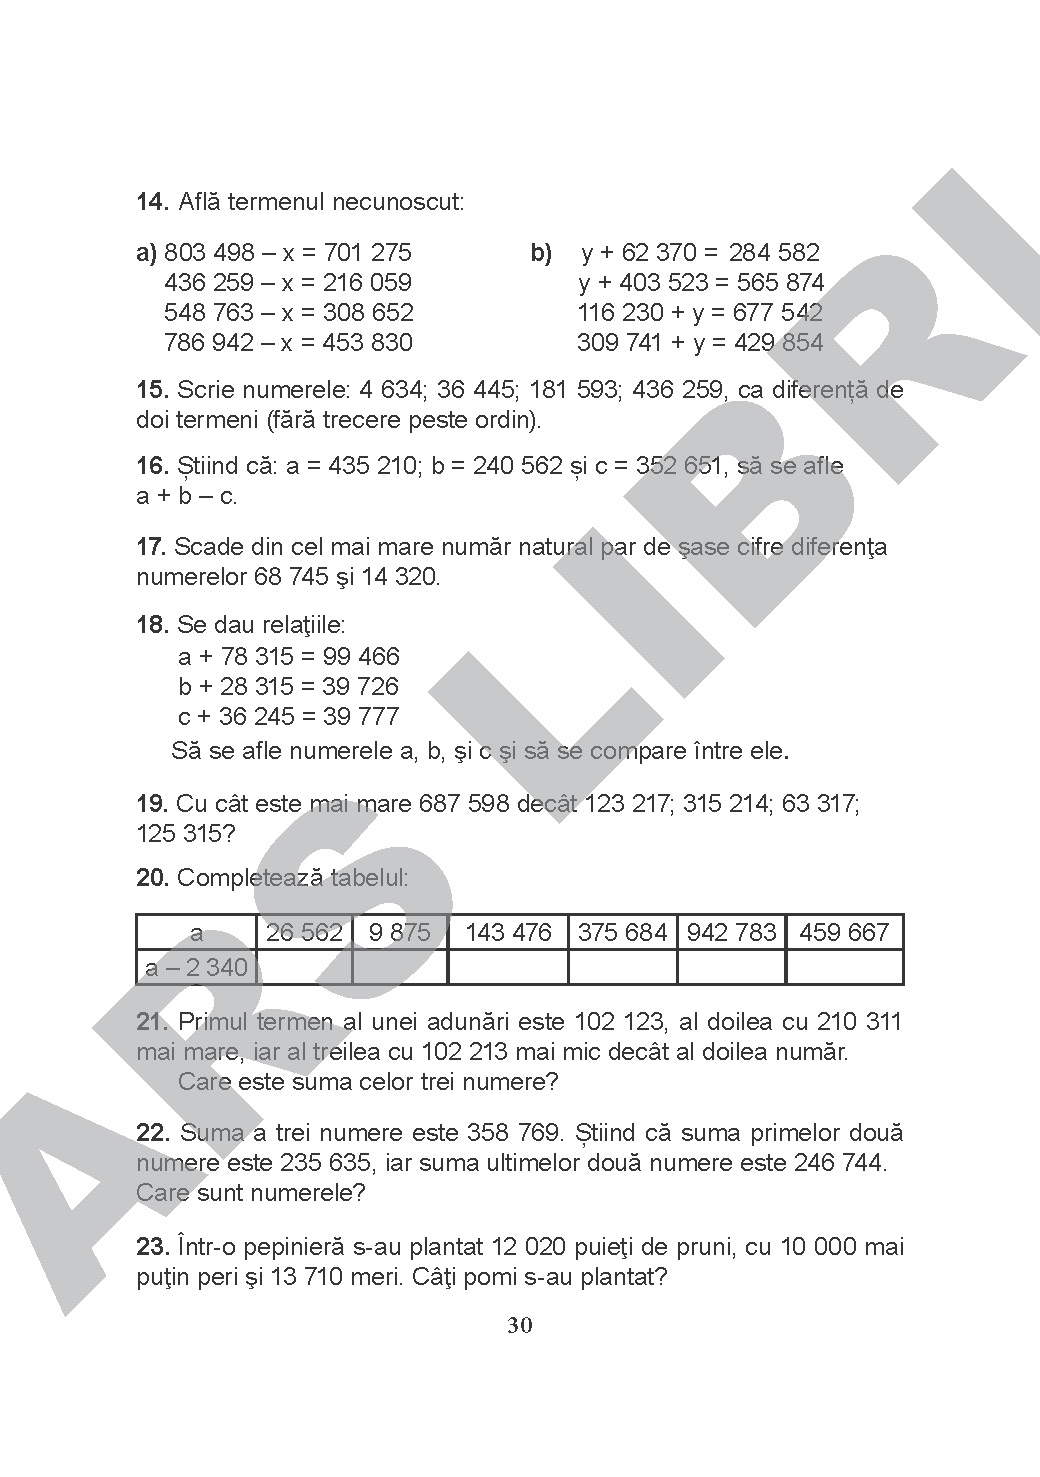 14. Află termenul necunoscut:
a) 803 498 – x = 701 275
436 259 – x = 216 059
548 763 – x = 308 652
786 942 – x = 453 830
b) y + 62 370 = 284 582
y + 403 523 = 565 874
116 230 + y = 677 542
309 741 + y = 429 854
15. Scrie numerele: 4 634; 36 445; 181 593; 436 259, ca diferență de
doi termeni (fără trecere peste ordin).
16. Știind că: a = 435 210; b = 240 562 și c = 352 651, să se afle
a + b – c.
17. Scade din cel mai mare număr natural par de şase cifre diferenţa
numerelor 68 745 şi 14 320.
18. Se dau relaţiile:
a + 78 315 = 99 466
b + 28 315 = 39 726
c + 36 245 = 39 777
Să se afle numerele a, b, şi c şi să se compare între ele.
19. Cu cât este mai mare 687 598 decât 123 217; 315 214; 63 317;
125 315?
20. Completează tabelul:
a 26 562 9 875 143 476 375 684 942 783 459 667
a – 2 340
21. Primul termen al unei adunări este 102 123, al doilea cu 210 311
mai mare, iar al treilea cu 102 213 mai mic decât al doilea număr.
Care este suma celor trei numere?
22. Suma a trei numere este 358 769. Știind că suma primelor două
numere este 235 635, iar suma ultimelor două numere este 246 744.
Care sunt numerele?
23. Într-o pepinieră s-au plantat 12 020 puieţi de pruni, cu 10 000 mai
puţin peri şi 13 710 meri. Câţi pomi s-au plantat?
30
ARS LIBRI